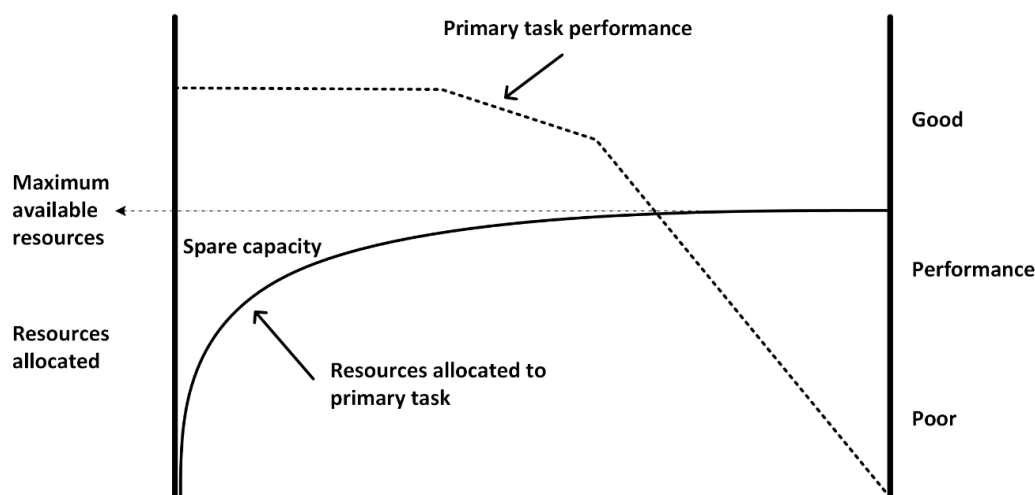 Primary task performance
Good
Maximum
available
resources
Spare capacity
Performance
Resources
allocated
Resources allocated to
primary task
Poor